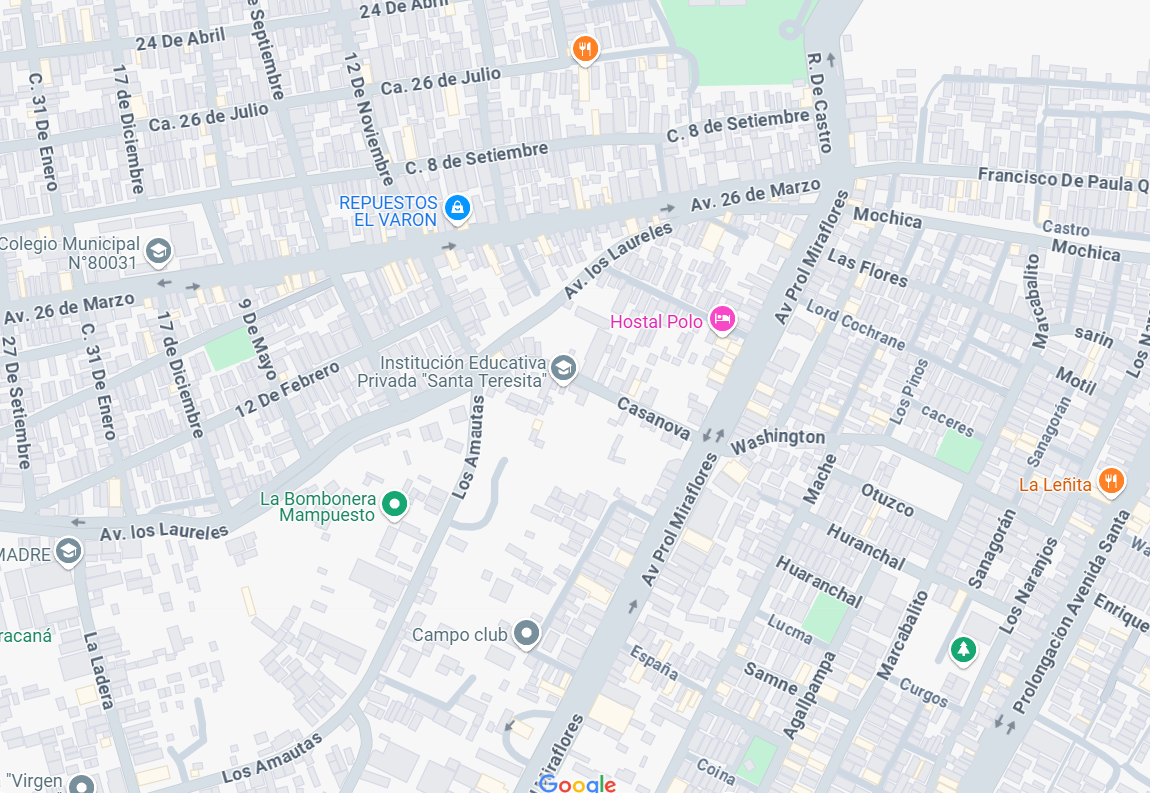 24 De Abril
24 De Abril
e Septiembre
Ca. 26 de Julio
Ca. 26 de Julio
12 De Noviembre
17 de Diciembre
C. 31 De Enero
R. De Castro
C. 8 de Setiembre
C. 8 de Setiembre
Francisco De Paula Q
Av. 26 de Marzo
REPUESTOS
EL VARON
Mochica
Castro
Mochica
Colegio Municipal
N°80031
Av. los Laureles
Av Prol Miraflores
Las Flores
Marcabalito
Av. 26 de Marzo
9 De Mayo
Hostal Polo
Lord Cochrane
sarin
Los Na
27 De Setiembre
C. 31 De Enero
17 de Diciembre
12 De Febrero
Institución Educativa
Privada "Santa Teresita"
Motil
Los Pinos
caceres
Casanova
Washington
Sanagorán
Los Amautas
Mache
La Leñita
La Bombonera
Mampuesto
Otuzco
Av Prol Miraflores
Av. los Laureles
Huranchal
Sanagorán
Wa
MADRE
Huaranchal
Los Naranjos
Prolongacion Avenida Santa
Enrique
racaná
La Ladera
Campo club
Lucma
España
Marcabalito
Samne
Curgos
Agallpampa
Los Amautas
Miraflores
Coina
"Virgen
Google